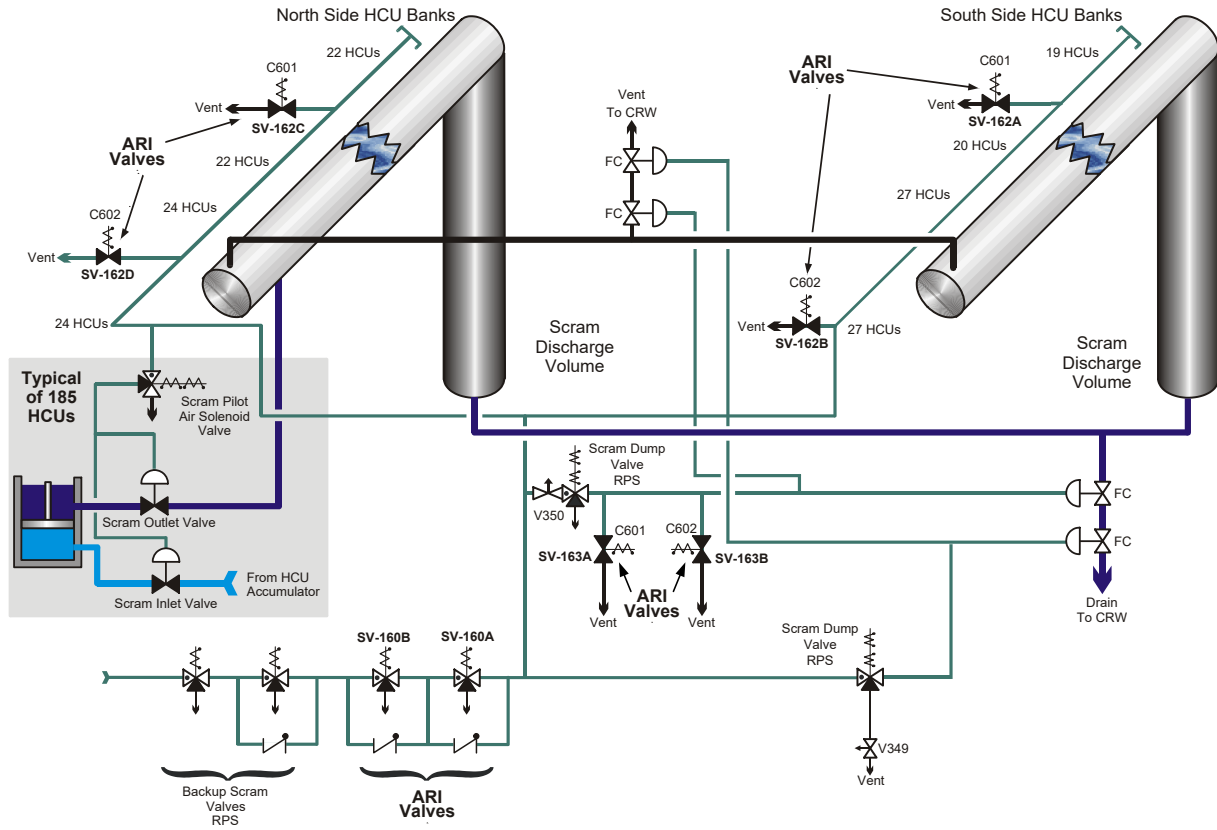 North Side HCU Banks
South Side HCU Banks
22 HCUs
19 HCUs
C601
Vent
SV-162C
ARI
Valves
22 HCUs
24 HCUs
C602
Vent
SV-162D
24 HCUs
Vent
To CRW
FC
FC
ARI
Valves
C601
Vent
SV-162A
20 HCUs
27 HCUs
C602
Vent
SV-162B
27 HCUs
Scram
Discharge
Volume
Scram
Discharge
Volume
Typical
of 185
HCUs
Scram Pilot
Air Solenoid
Valve
Scram Outlet Valve
From HCU
Accumulator
Scram Inlet Valve
Scram Dump
Valve
RPS
V350
C601
C602
SV-163A
SV-163B
ARI
Valves
Vent
Vent
FC
FC
Drain
To CRW
SV-160B
SV-160A
Scram Dump
Valve
RPS
V349
Vent
Backup Scram
Valves
RPS
ARI
Valves